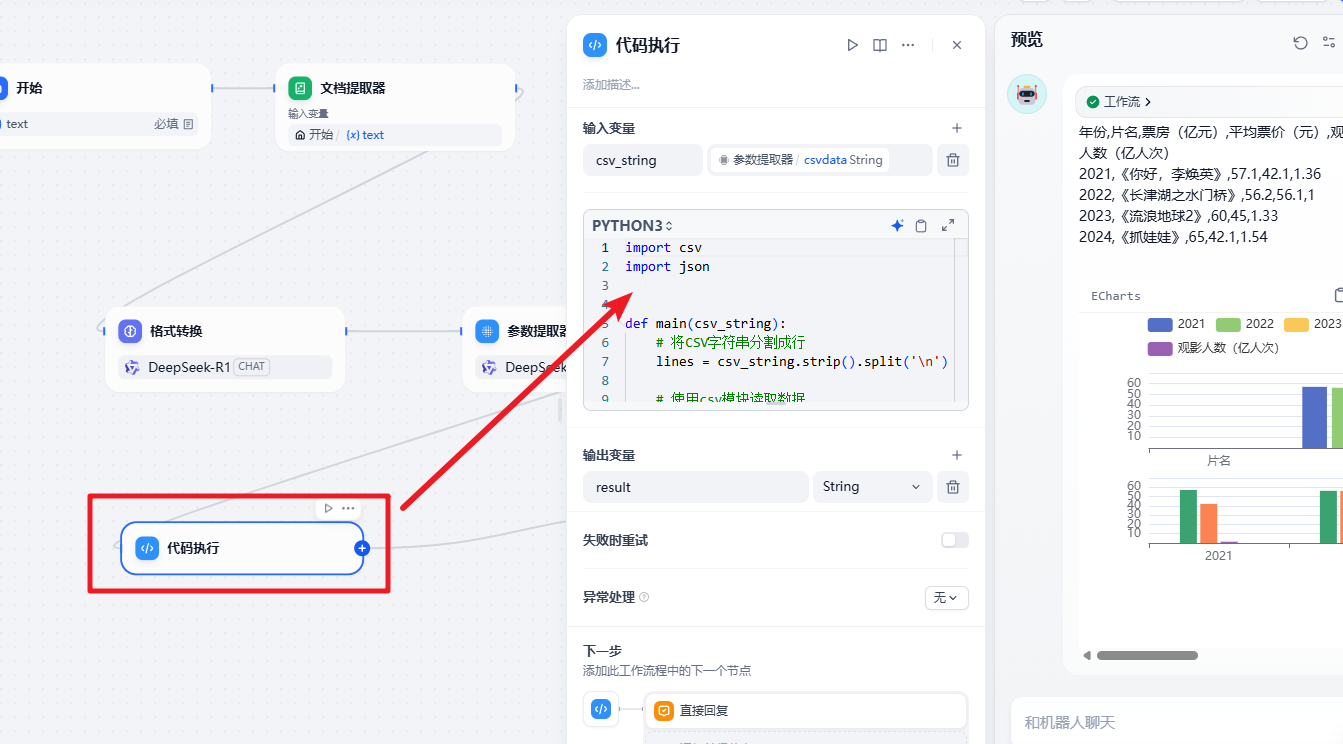 开始
text
必填
文档提取器
输入变量
开始 / (x) text
格式转换
DeepSeek-R1 CHAT
参数提取器
DeepSeek
代码执行
代码执行
添加描述...
输入变量
csv_string
参数提取器 / csvdata String
PYTHON3
1 import csv
2 import json
3
4
5 def main(csv_string):
6 # 将CSV字符串分割成行
7 lines = csv_string.strip().split('\n')
8
9 # 使用csv模块读取数据
输出变量
result
String
失败时重试
异常处理
无
下一步
添加此工作流程中的下一个节点
直接回复
预览
工作流
年份,片名,票房（亿元）,平均票价（元）,观
人数（亿人次）
2021,《你好，李焕英》,57.1,42.1,1.36
2022,《长津湖之水门桥》,56.2,56.1,1
2023,《流浪地球2》,60,45,1.33
2024,《抓娃娃》,65,42.1,1.54
ECharts
2021 2022 2023
观影人数（亿人次）
60
50
40
30
20
10
片名
60
50
40
30
20
10
2021
和机器人聊天